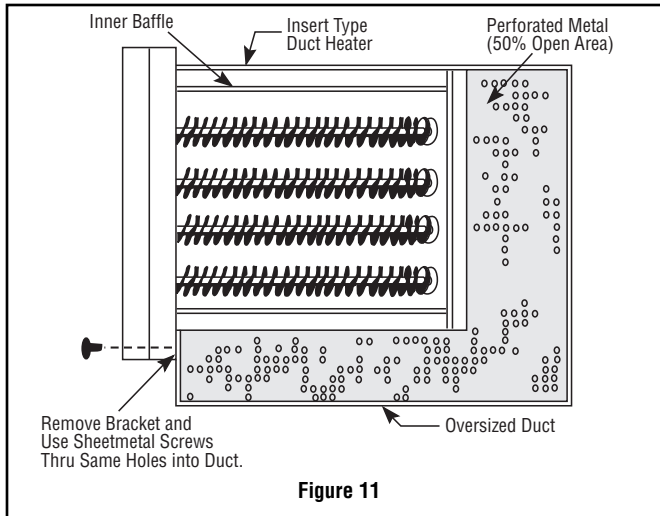 Inner Baffle
Insert Type
Duct Heater
Perforated Metal
(50% Open Area)
Remove Bracket and
Use Sheetmetal Screws
Thru Same Holes into Duct.
Oversized Duct
Figure 11